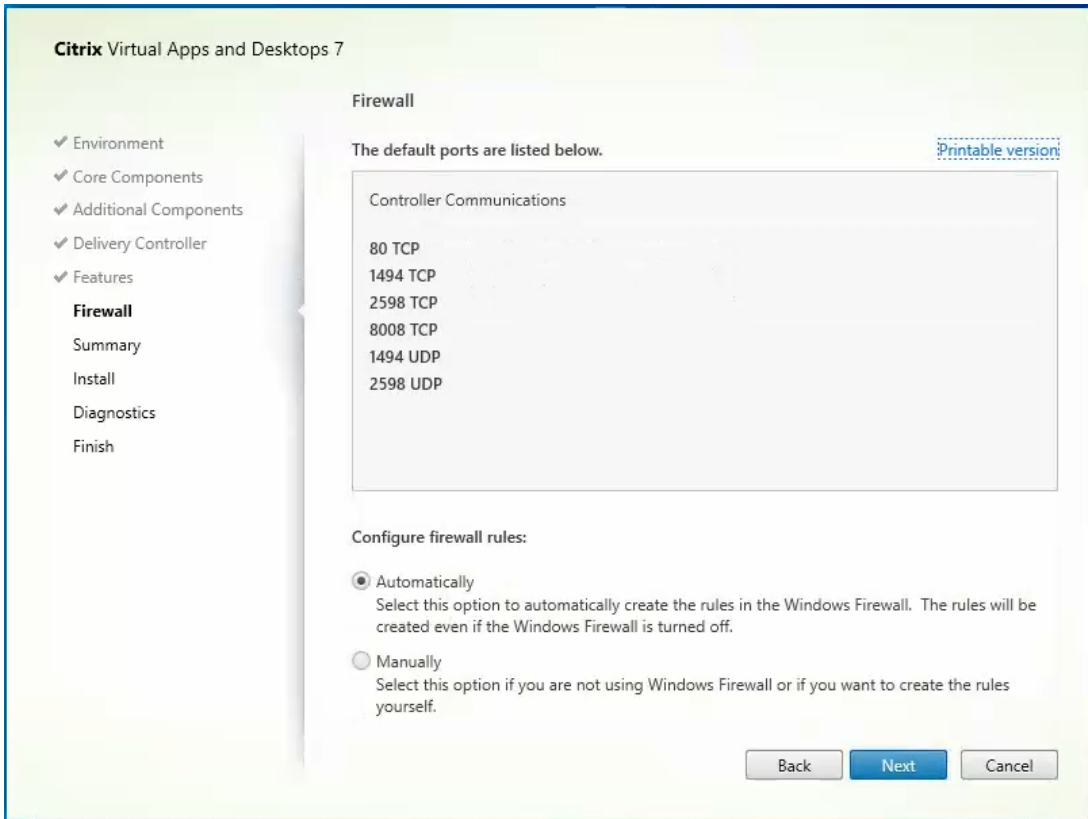 Citrix Virtual Apps and Desktops 7
Environment
Core Components
Additional Components
Delivery Controller
Features
Firewall
Summary
Install
Diagnostics
Finish
Firewall
The default ports are listed below.
Printable version
Controller Communications
80 TCP
1494 TCP
2598 TCP
8008 TCP
1494 UDP
2598 UDP
Configure firewall rules:
Automatically
Select this option to automatically create the rules in the Windows Firewall. The rules will be
created even if the Windows Firewall is turned off.
Manually
Select this option if you are not using Windows Firewall or if you want to create the rules
yourself.
Back
Next
Cancel